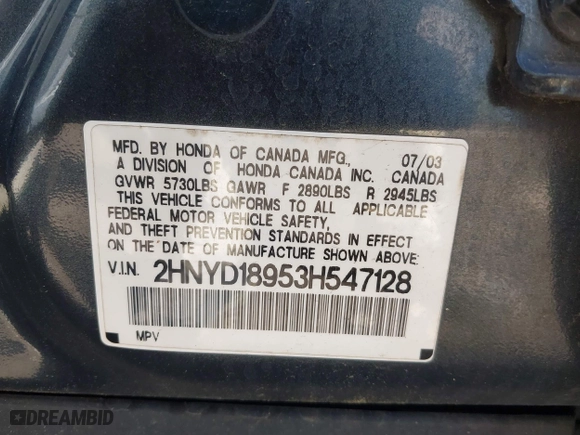 MFD. BY HONDA OF CANADA MFG., 07/03
A DIVISION OF HONDA CANADA INC. CANADA
GVWR 5730LBS GAWR F 2890LBS R 2945LBS
THIS VEHICLE CONFORMS TO ALL APPLICABLE
FEDERAL MOTOR VEHICLE SAFETY,
AND THEFT PREVENTION STANDARDS IN EFFECT
ON THE DATE OF MANUFACTURE SHOWN ABOVE.
V.I.N. 2HNYD18953H547128
MPV
DREAMBID